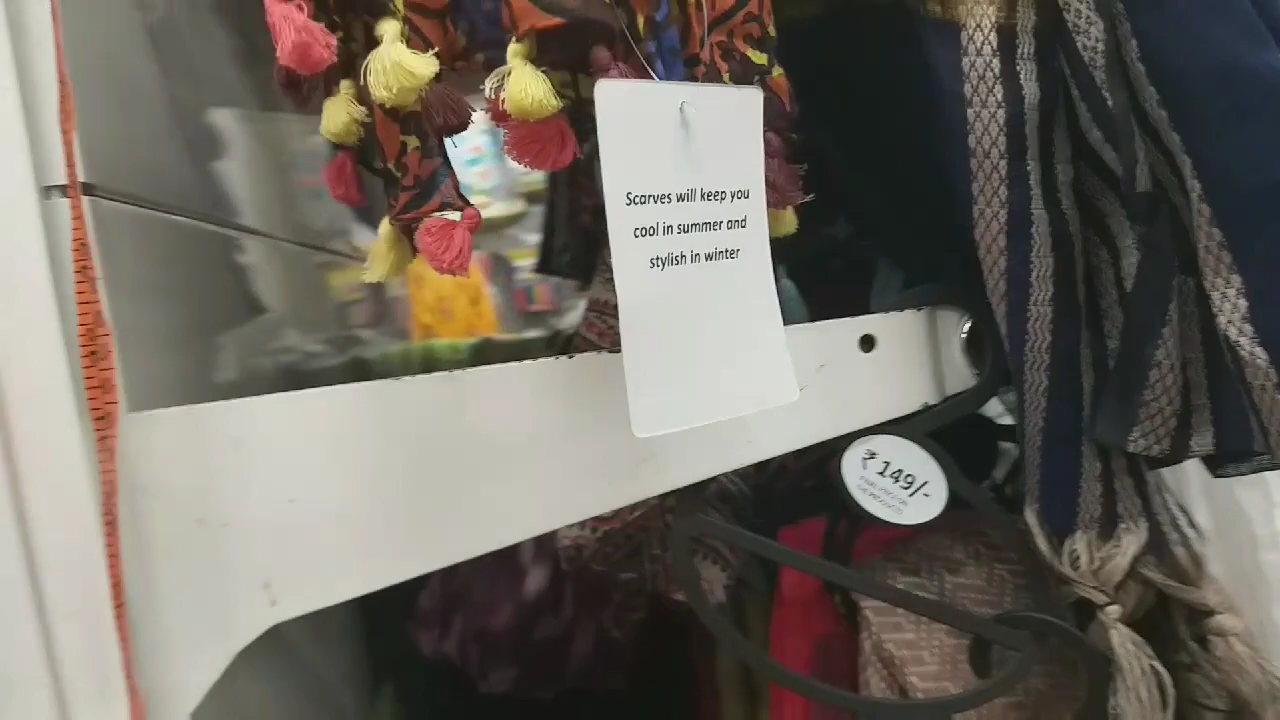 Scarves will keep you
cool in summer and
stylish in winter
₹ 149/-